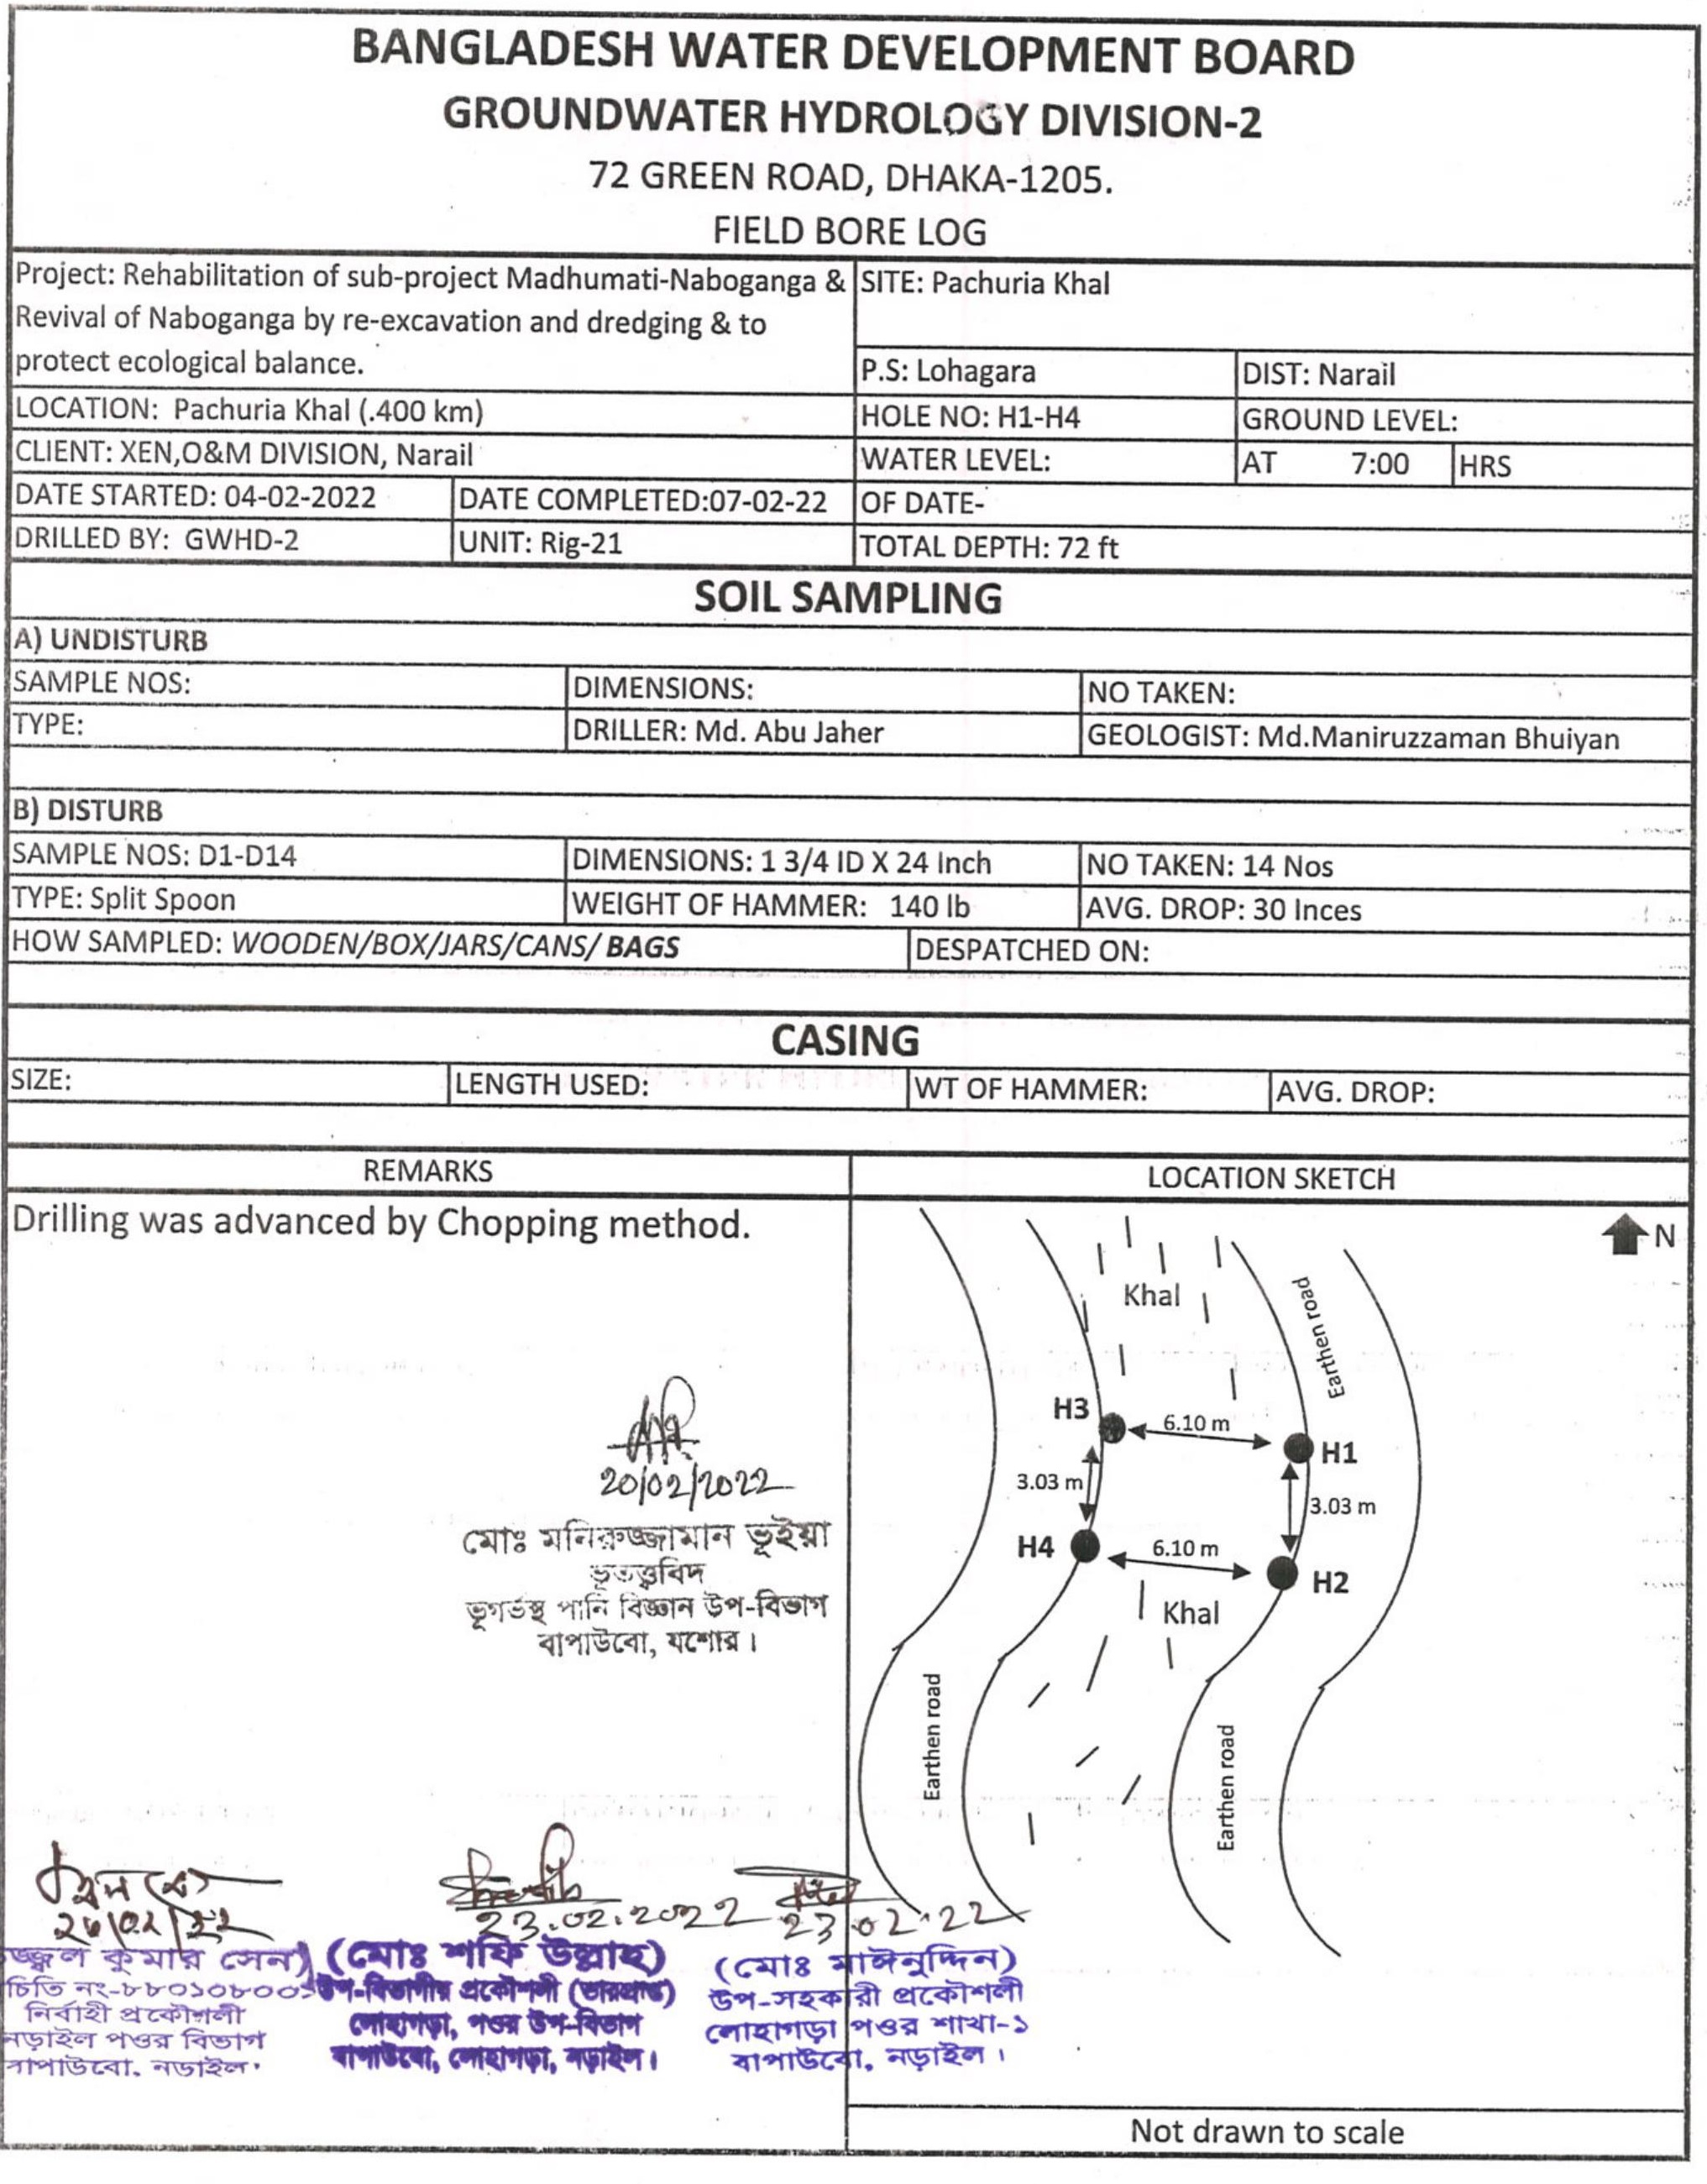 BANGLADESH WATER DEVELOPMENT BOARD
GROUNDWATER HYDROLOGY DIVISION-2
72 GREEN ROAD, DHAKA-1205.
FIELD BORE LOG
Project: Rehabilitation of sub-project Madhumati-Naboganga &
Revival of Naboganga by re-excavation and dredging & to
protect ecological balance.
SITE: Pachuria Khal
P.S: Lohagara
DIST: Narail
LOCATION: Pachuria Khal (.400 km)
HOLE NO: H1-H4
GROUND LEVEL:
CLIENT: XEN,O&M DIVISION, Narail
WATER LEVEL:
AT 7:00 HRS
DATE STARTED: 04-02-2022
DATE COMPLETED:07-02-22
OF DATE-
DRILLED BY: GWHD-2
UNIT: Rig-21
TOTAL DEPTH: 72 ft
SOIL SAMPLING
A) UNDISTURB
SAMPLE NOS:
DIMENSIONS:
NO TAKEN:
TYPE:
DRILLER: Md. Abu Jaher
GEOLOGIST: Md.Maniruzzaman Bhuiyan
B) DISTURB
SAMPLE NOS: D1-D14
DIMENSIONS: 1 3/4 ID X 24 Inch
NO TAKEN: 14 Nos
TYPE: Split Spoon
WEIGHT OF HAMMER: 140 lb
AVG. DROP: 30 Inces
HOW SAMPLED: WOODEN/BOX/JARS/CANS/ BAGS
DESPATCHED ON:
CASING
SIZE:
LENGTH USED:
WT OF HAMMER:
AVG. DROP:
REMARKS
LOCATION SKETCH
Drilling was advanced by Chopping method.
N
Khal
Earthen road
H3
6.10 m
H1
3.03 m
3.03 m
H4
6.10 m
H2
Khal
Earthen road
Earthen road
20/02/2022
মোঃ মনিরুজ্জামান ভূইয়া
ভূতত্ত্ববিদ
ভূগর্ভস্থ পানি বিজ্ঞান উপ-বিভাগ
বাপাউবো, যশোর।
23.02.2022
23.02.22
কুমার সেন)
নির্বাহী প্রকৌশলী
নড়াইল পওর বিভাগ
বাপাউবো, নড়াইল।
(মোঃ শফি উল্লাহ)
উপ-বিভাগীয় প্রকৌশলী
লোহাগড়া, পওর উপ-বিভাগ
বাপাউবো, লোহাগড়া, নড়াইল।
(মোঃ মাঈনুদ্দিন)
উপ-সহকারী প্রকৌশলী
লোহাগড়া পওর শাখা-১
বাপাউবো, নড়াইল।
Not drawn to scale